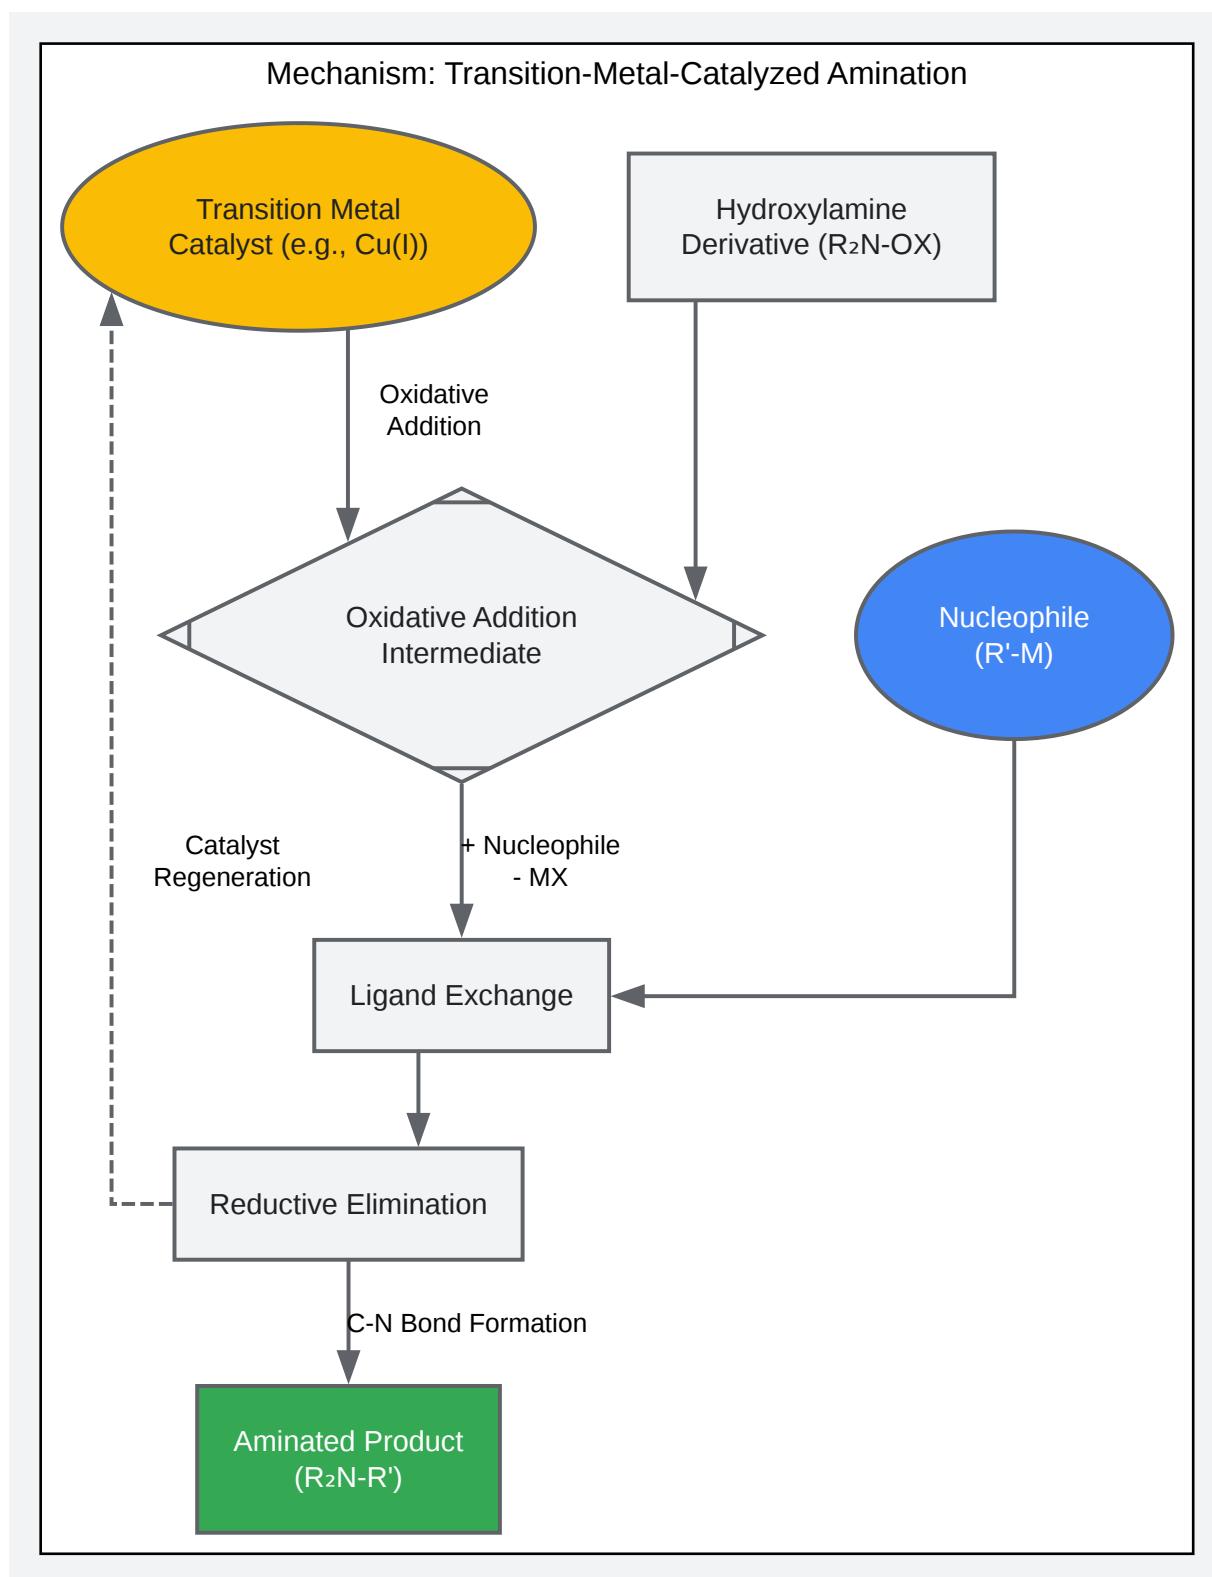 Mechanism: Transition-Metal-Catalyzed Amination
Transition Metal
Catalyst (e.g., Cu(I))
Hydroxylamine
Derivative (R₂N-OX)
Oxidative
Addition
Oxidative Addition
Intermediate
Nucleophile
(R'-M)
Catalyst
Regeneration
+ Nucleophile
- MX
Ligand Exchange
Reductive Elimination
C-N Bond Formation
Aminated Product
(R₂N-R')